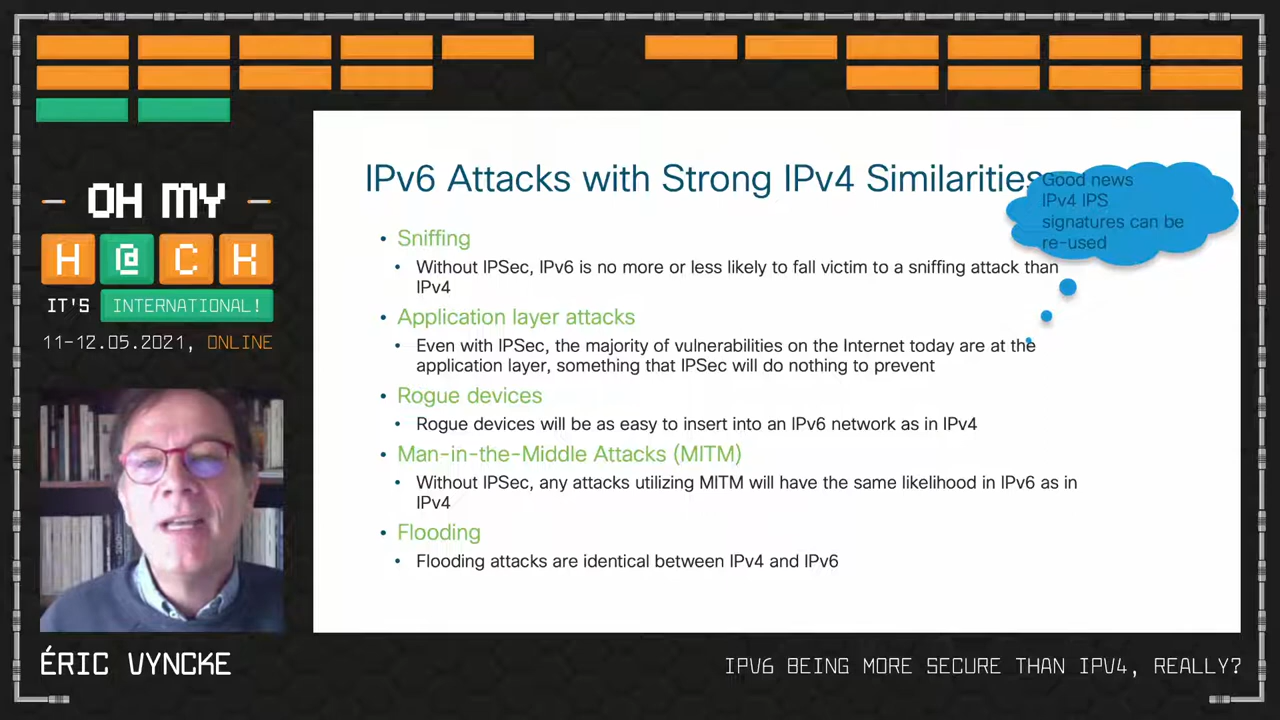 OH MY
H@CK
IT'S INTERNATIONAL!
11-12.05.2021, ONLINE
IPv6 Attacks with Strong IPv4 Similarities
Good news
IPv4 IPS
signatures can be
re-used
• Sniffing
• Without IPSec, IPv6 is no more or less likely to fall victim to a sniffing attack than
IPv4
• Application layer attacks
• Even with IPSec, the majority of vulnerabilities on the Internet today are at the
application layer, something that IPSec will do nothing to prevent
• Rogue devices
• Rogue devices will be as easy to insert into an IPv6 network as in IPv4
• Man-in-the-Middle Attacks (MITM)
• Without IPSec, any attacks utilizing MITM will have the same likelihood in IPv6 as in
IPv4
• Flooding
• Flooding attacks are identical between IPv4 and IPv6
ÉRIC VYNCKE
IPV6 BEING MORE SECURE THAN IPV4, REALLY?